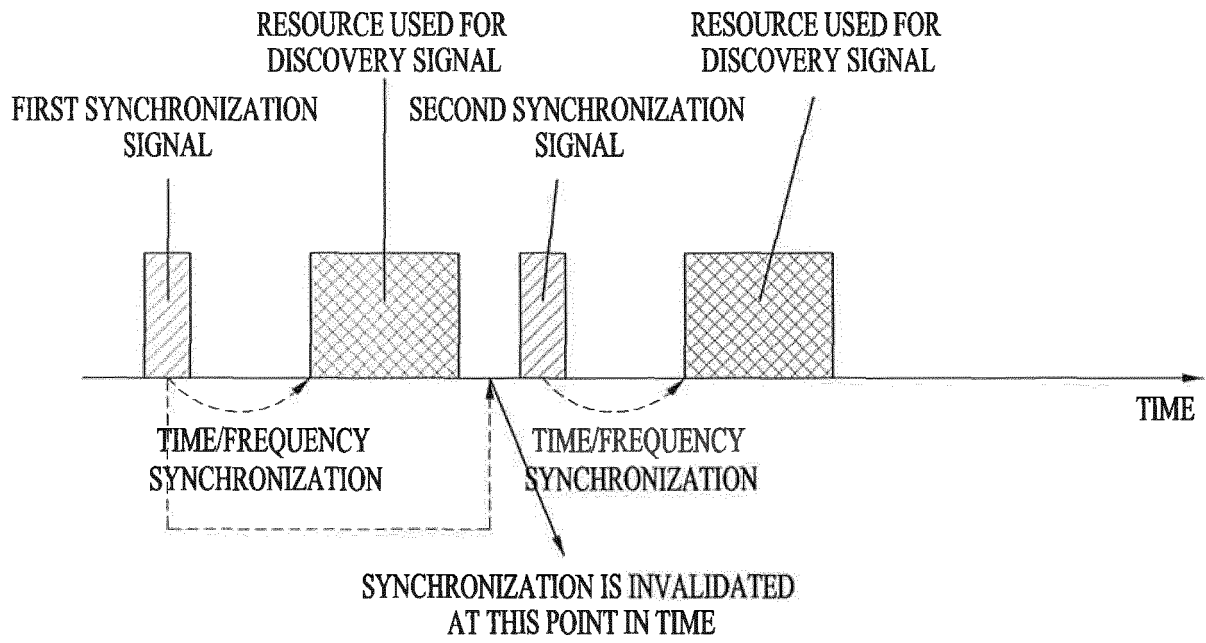 RESOURCE USED FOR
DISCOVERY SIGNAL
RESOURCE USED FOR
DISCOVERY SIGNAL
FIRST SYNCHRONIZATION
SIGNAL
SECOND SYNCHRONIZATION
SIGNAL
TIME
TIME/FREQUENCY
SYNCHRONIZATION
TIME/FREQUENCY
SYNCHRONIZATION
SYNCHRONIZATION IS INVALIDATED
AT THIS POINT IN TIME